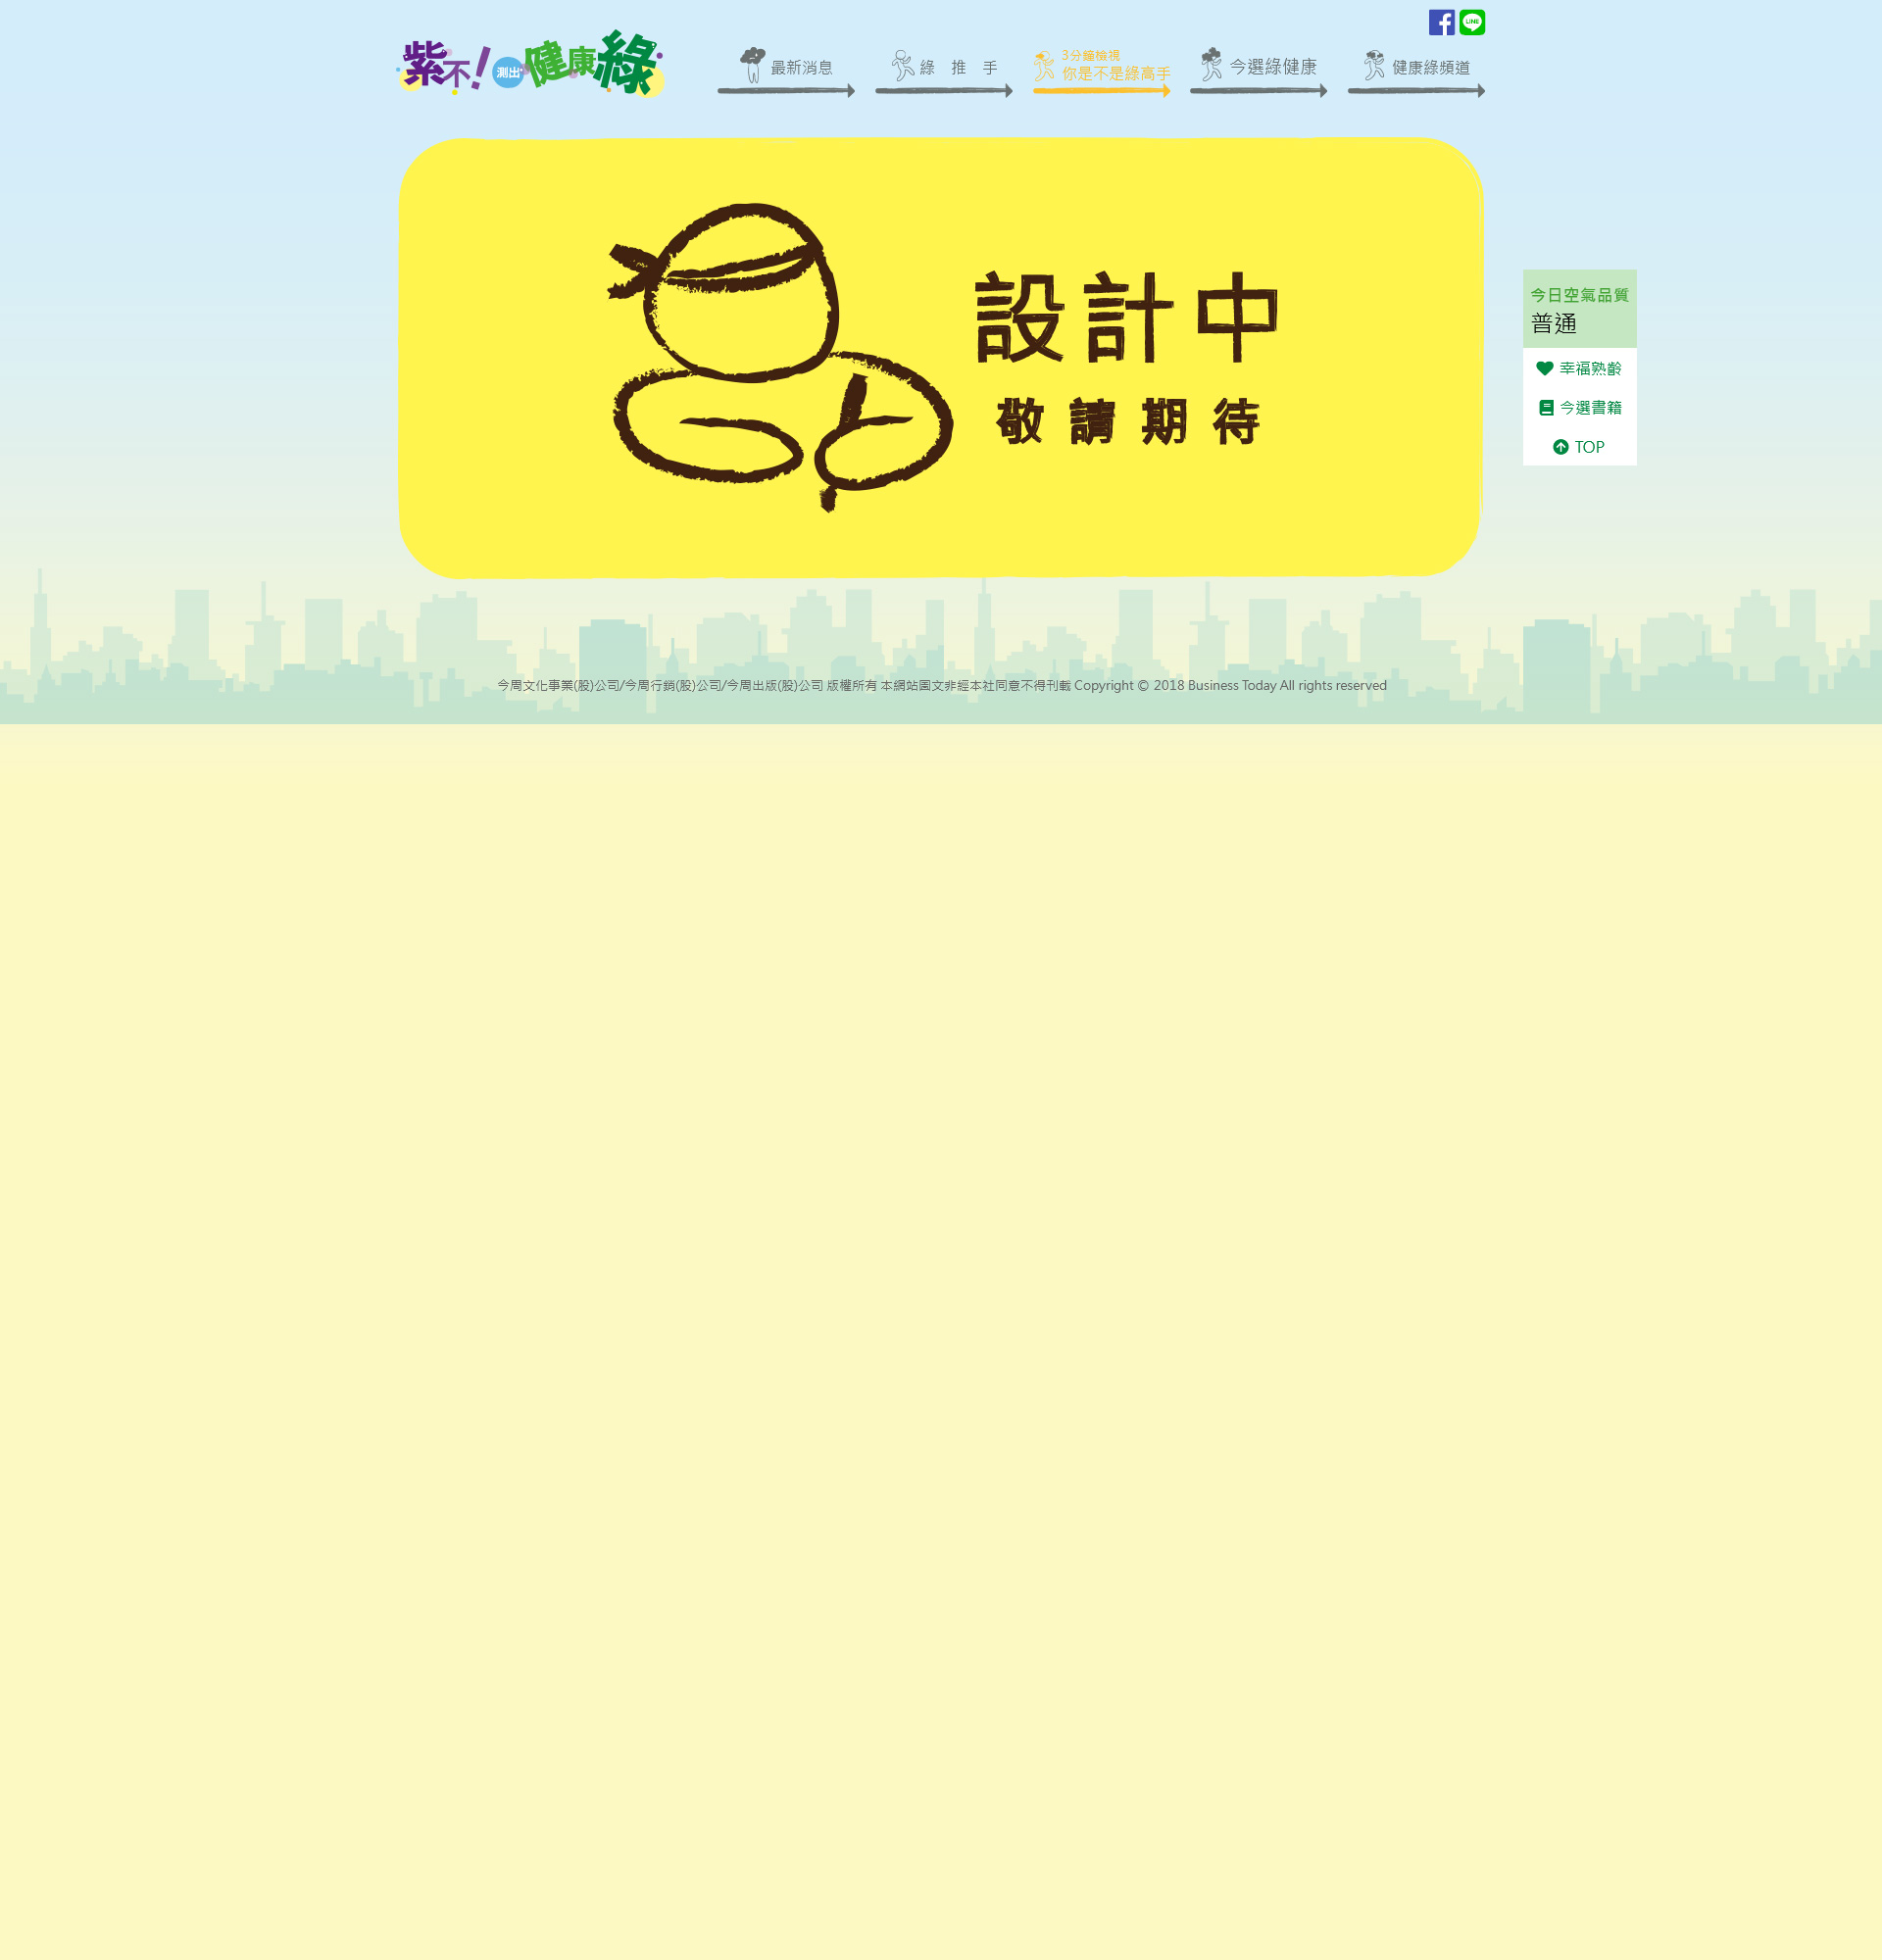 紫不!測出健康綠
最新消息
綠 推 手
3分鐘檢視
你是不是綠高手
今選綠健康
健康綠頻道
LINE
設計中
敬請期待
今日空氣品質
普通
幸福熟齡
今選書籍
TOP
今周文化事業(股)公司/今周行銷(股)公司/今周出版(股)公司 版權所有 本網站圖文非經本社同意不得刊載 Copyright © 2018 Business Today All rights reserved